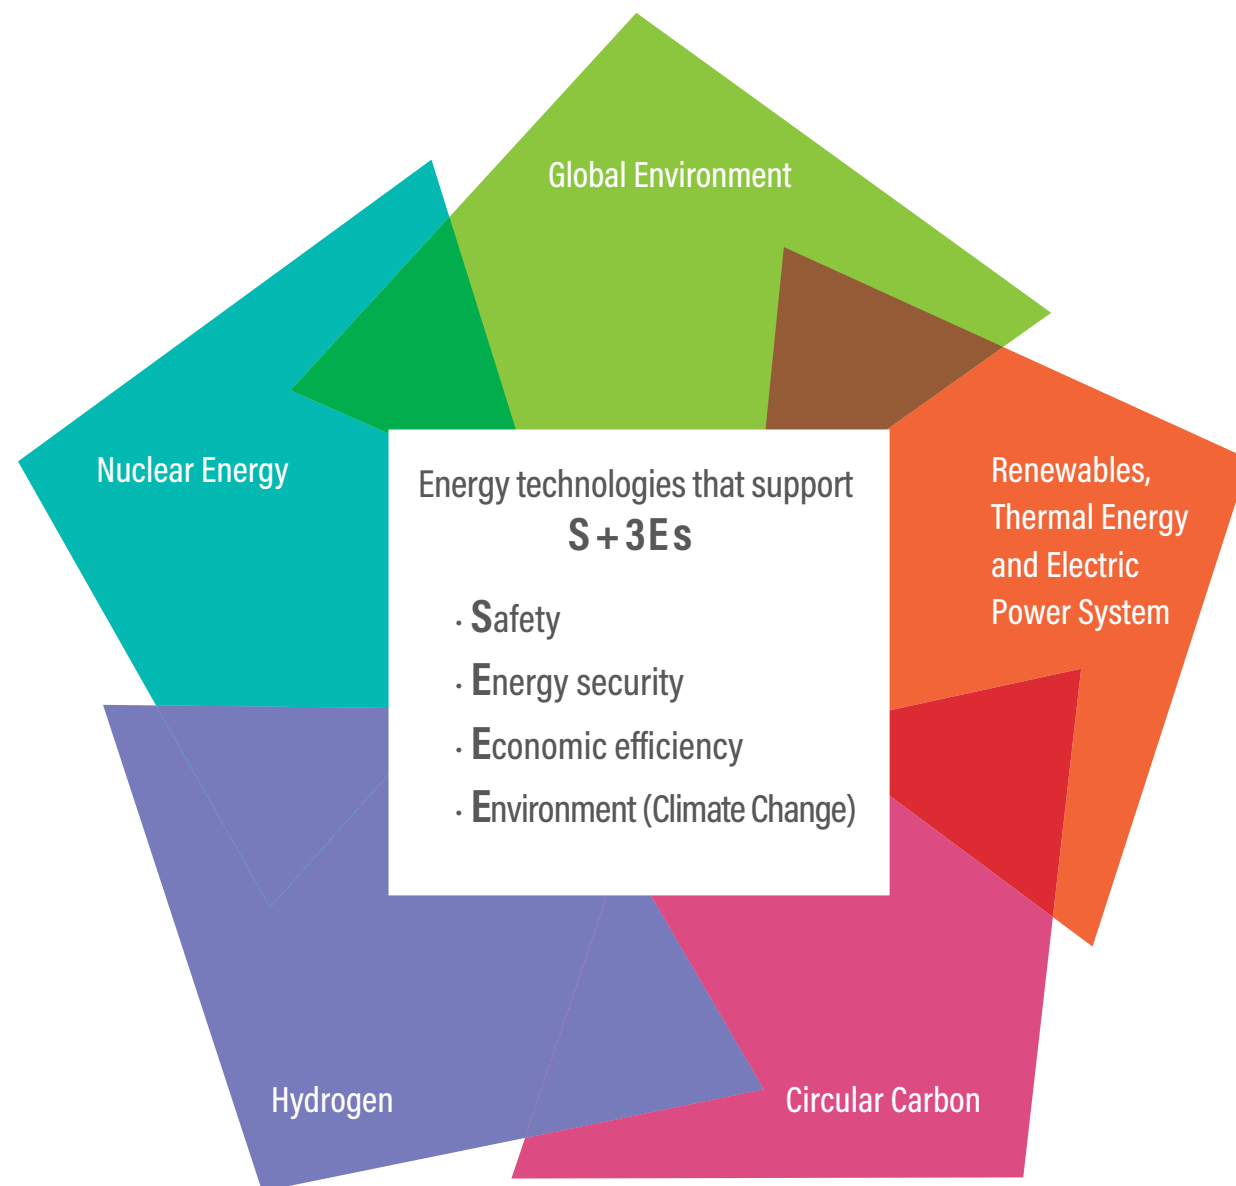 Global Environment
Nuclear Energy
Renewables,
Thermal Energy
and Electric
Power System
Energy technologies that support
S + 3Es
· Safety
· Energy security
· Economic efficiency
· Environment (Climate Change)
Hydrogen
Circular Carbon